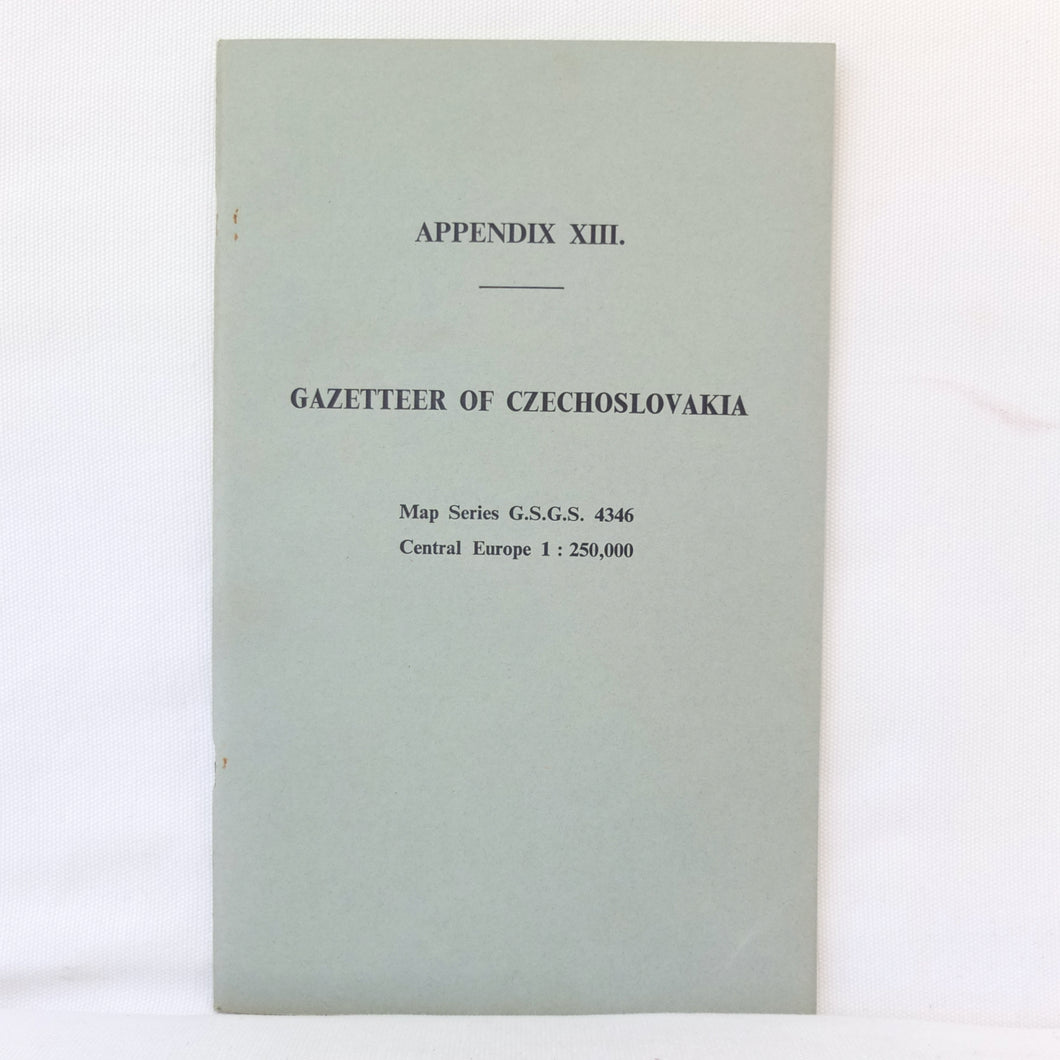 APPENDIX XIII.
GAZETTEER OF CZECHOSLOVAKIA
Map Series G.S.G.S. 4346
Central Europe 1 : 250,000